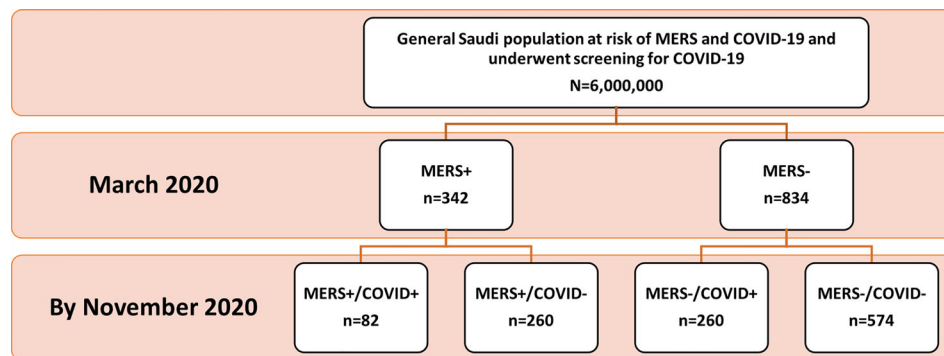 General Saudi population at risk of MERS and COVID-19 and
underwent screening for COVID-19
N=6,000,000
March 2020
MERS+
n=342
MERS-
n=834
By November 2020
MERS+/COVID+
n=82
MERS+/COVID-
n=260
MERS-/COVID+
n=260
MERS-/COVID-
n=574